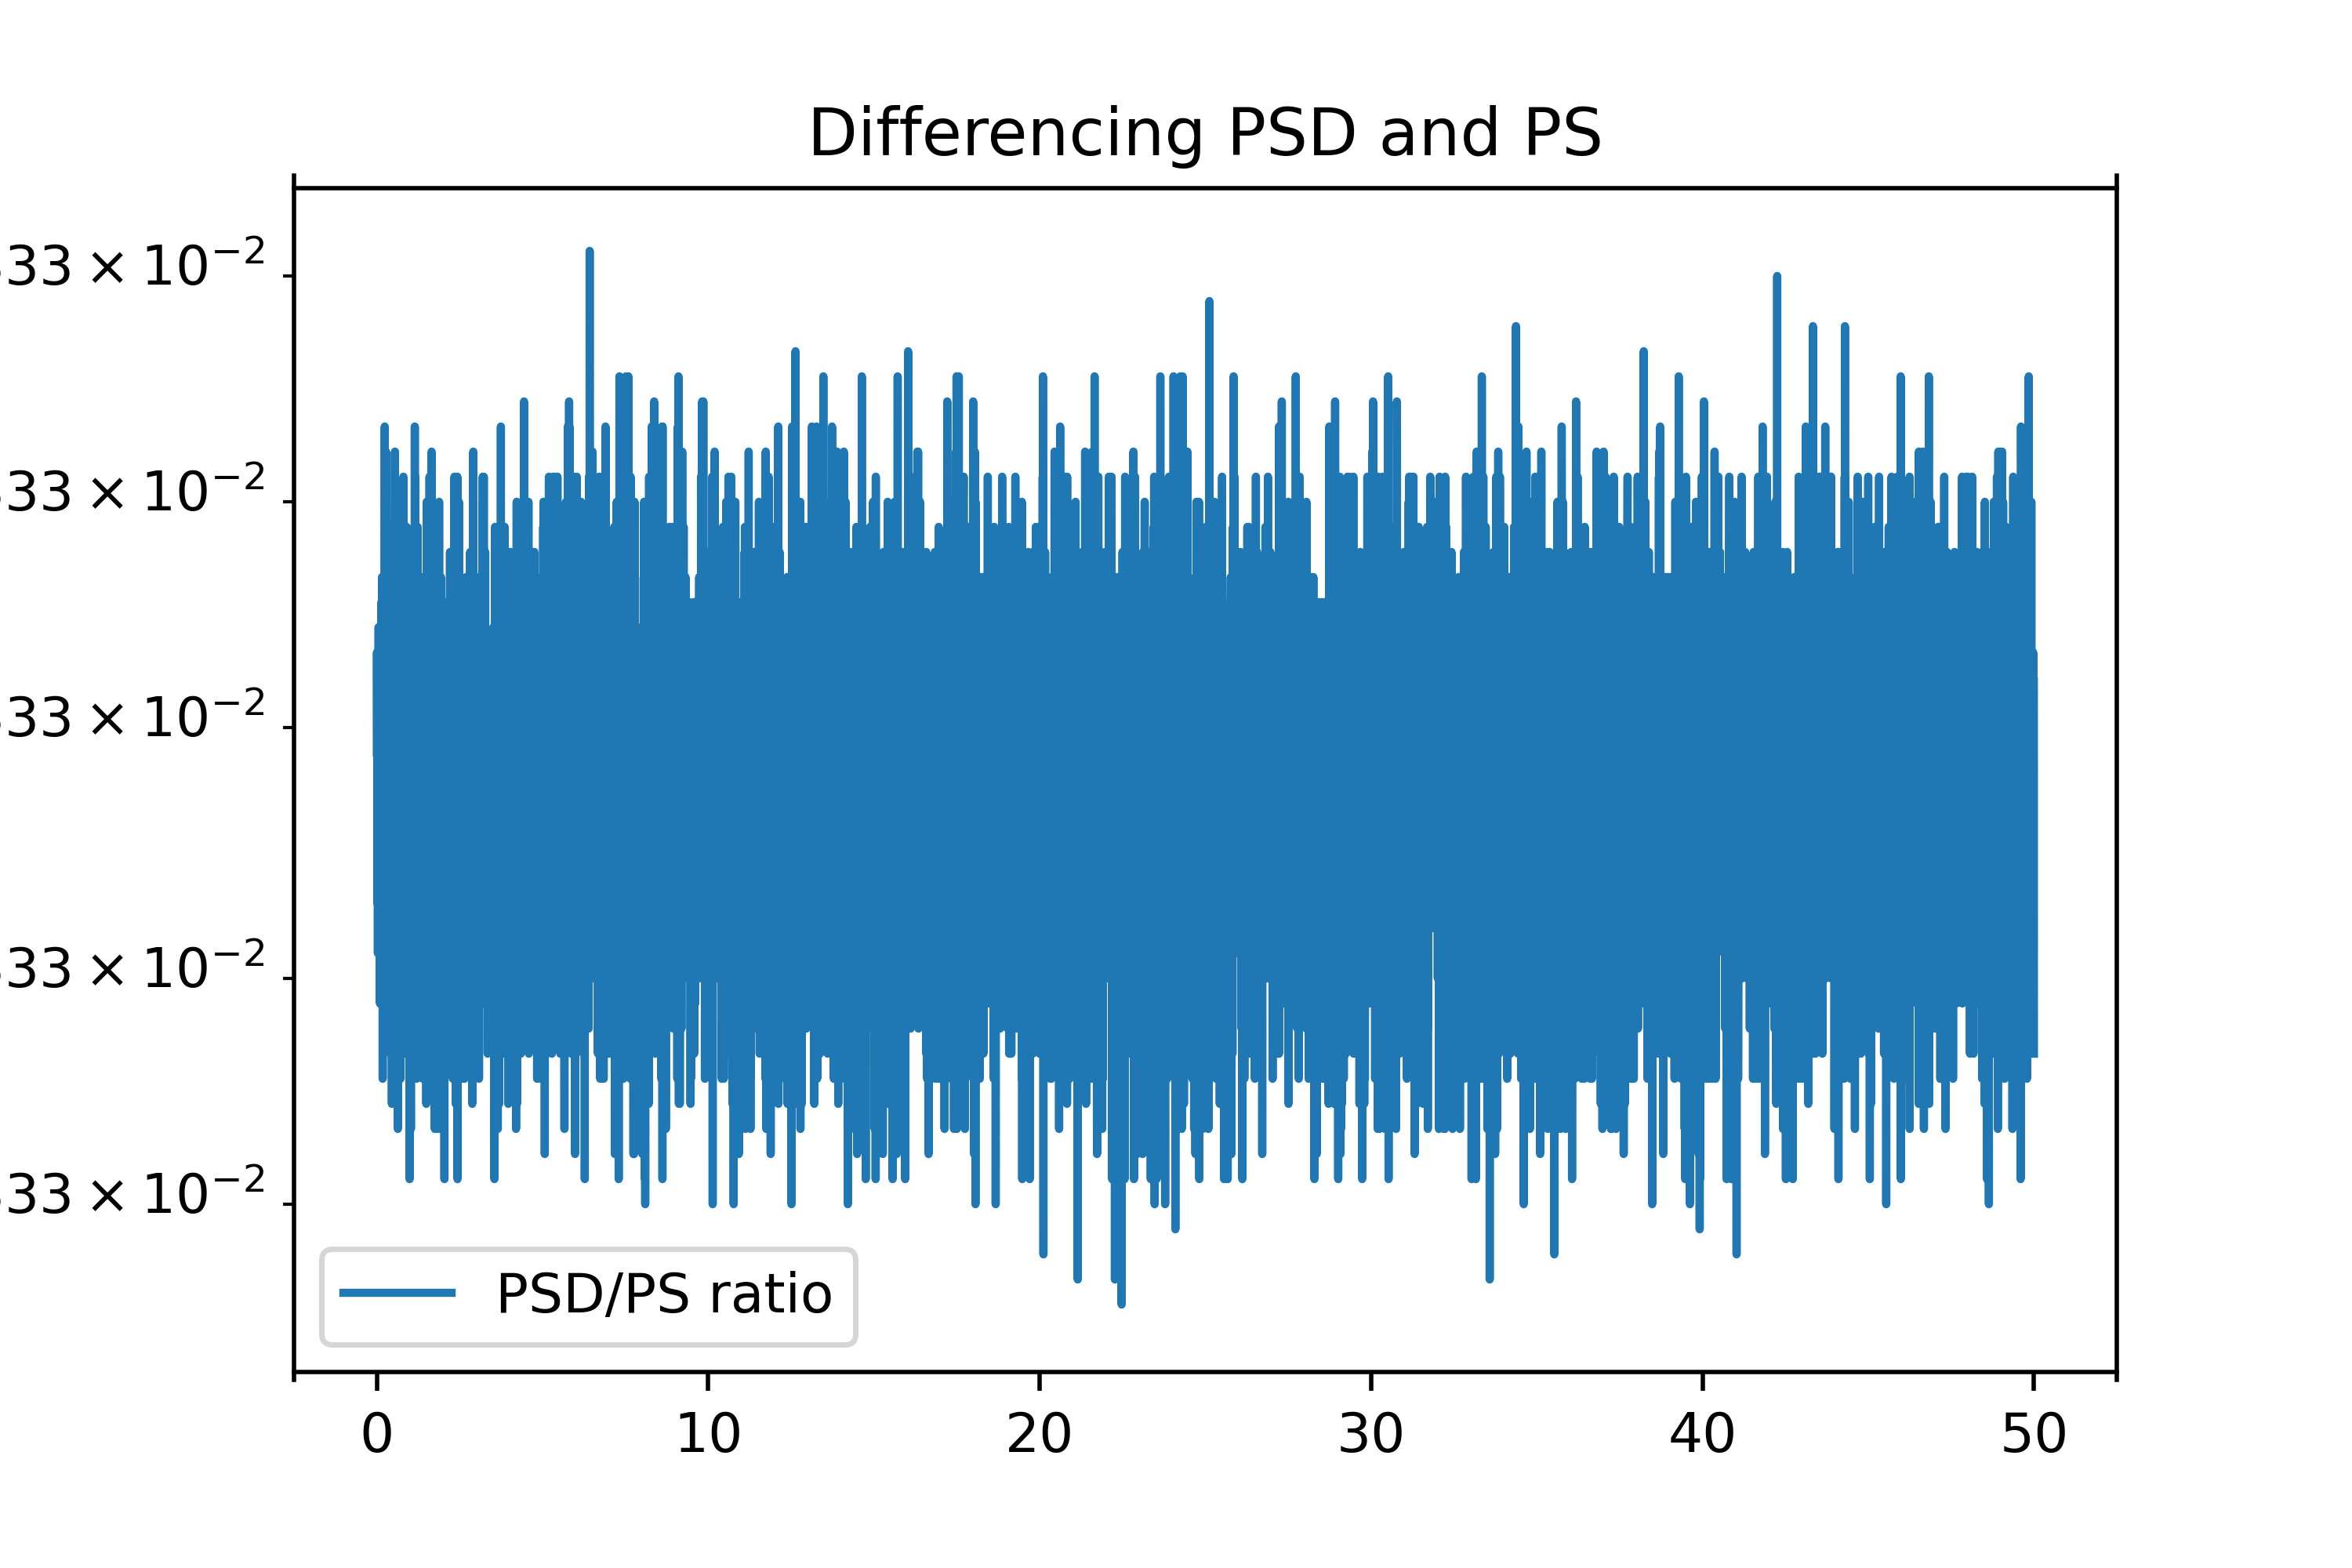 Differencing PSD and PS
33 × 10⁻²
33 × 10⁻²
33 × 10⁻²
33 × 10⁻²
33 × 10⁻²
PSD/PS ratio
0 10 20 30 40 50